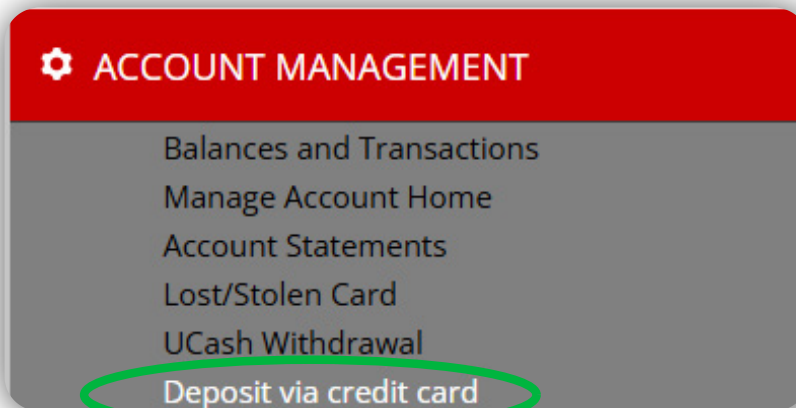 ACCOUNT MANAGEMENT
Balances and Transactions
Manage Account Home
Account Statements
Lost/Stolen Card
UCash Withdrawal
Deposit via credit card